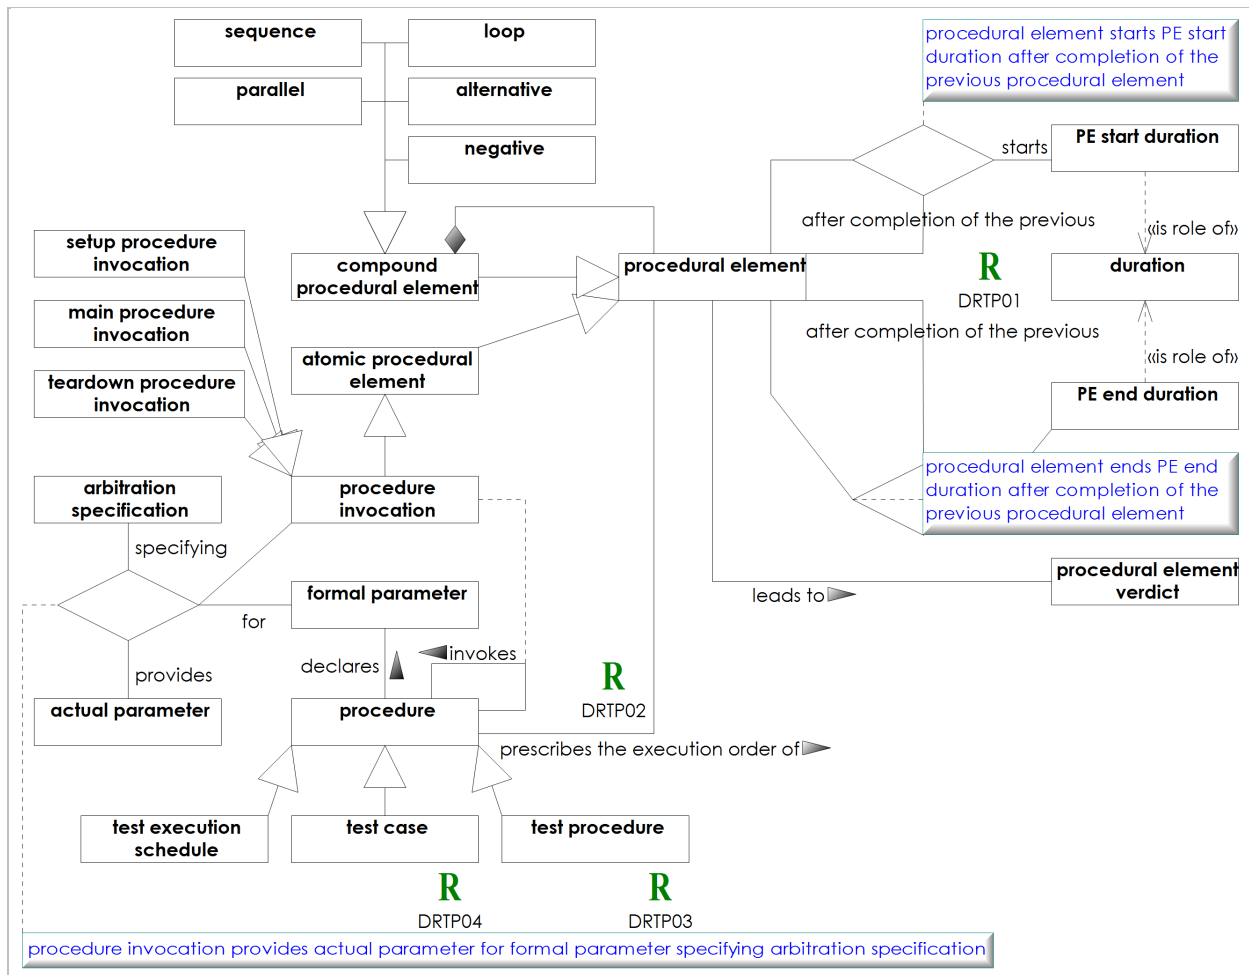 sequence
loop
procedural element starts PE start
duration after completion of the
previous procedural element
parallel
alternative
negative
starts
PE start duration
after completion of the previous
«is role of»
setup procedure
invocation
compound
procedural element
procedural element
R
DRTP01
duration
main procedure
invocation
after completion of the previous
atomic procedural
element
«is role of»
teardown procedure
invocation
PE end duration
arbitration
specification
procedure
invocation
procedural element ends PE end
duration after completion of the
previous procedural element
specifying
formal parameter
for
procedural element
verdict
leads to
declares
invokes
provides
R
DRTP02
actual parameter
procedure
prescribes the execution order of
test execution
schedule
test case
test procedure
R
DRTP04
R
DRTP03
procedure invocation provides actual parameter for formal parameter specifying arbitration specification